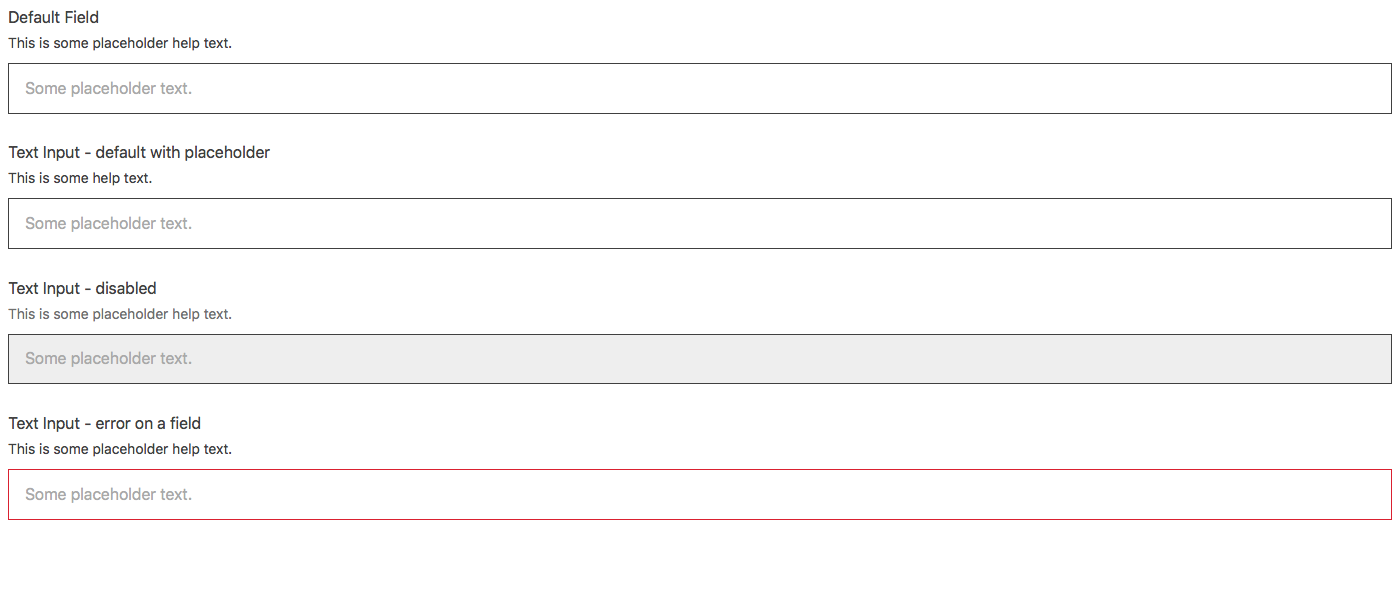 Default Field
This is some placeholder help text.
Some placeholder text.
Text Input - default with placeholder
This is some help text.
Some placeholder text.
Text Input - disabled
This is some placeholder help text.
Some placeholder text.
Text Input - error on a field
This is some placeholder help text.
Some placeholder text.